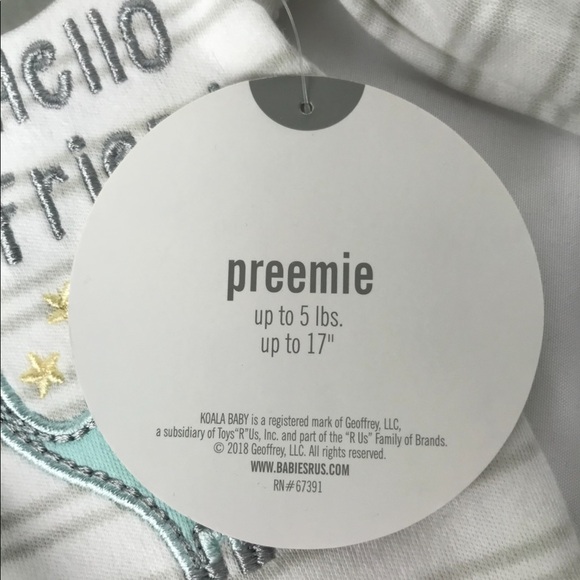 Hello
preemie
up to 5 lbs.
up to 17"
KOALA BABY is a registered mark of Geoffrey, LLC,
a subsidiary of Toys"R"Us, Inc. and part of the "R Us" Family of Brands.
© 2018 Geoffrey, LLC. All rights reserved.
WWW.BABIESRUS.COM
RN#67391